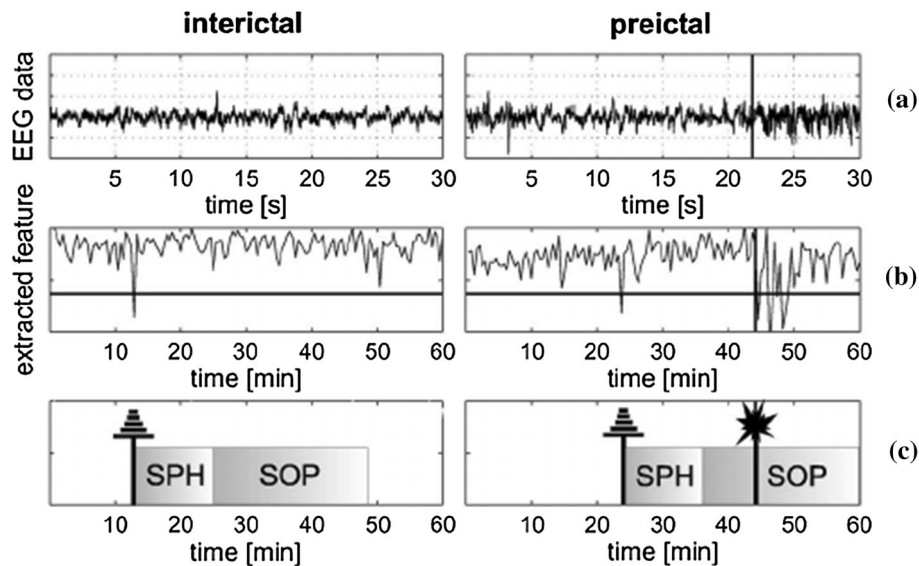 interictal preictal
EEG data
(a)
5 10 15 20 25 30 5 10 15 20 25 30
time [s] time [s]
extracted feature
(b)
10 20 30 40 50 60 10 20 30 40 50 60
time [min] time [min]
SPH SOP SPH SOP
(c)
10 20 30 40 50 60 10 20 30 40 50 60
time [min] time [min]